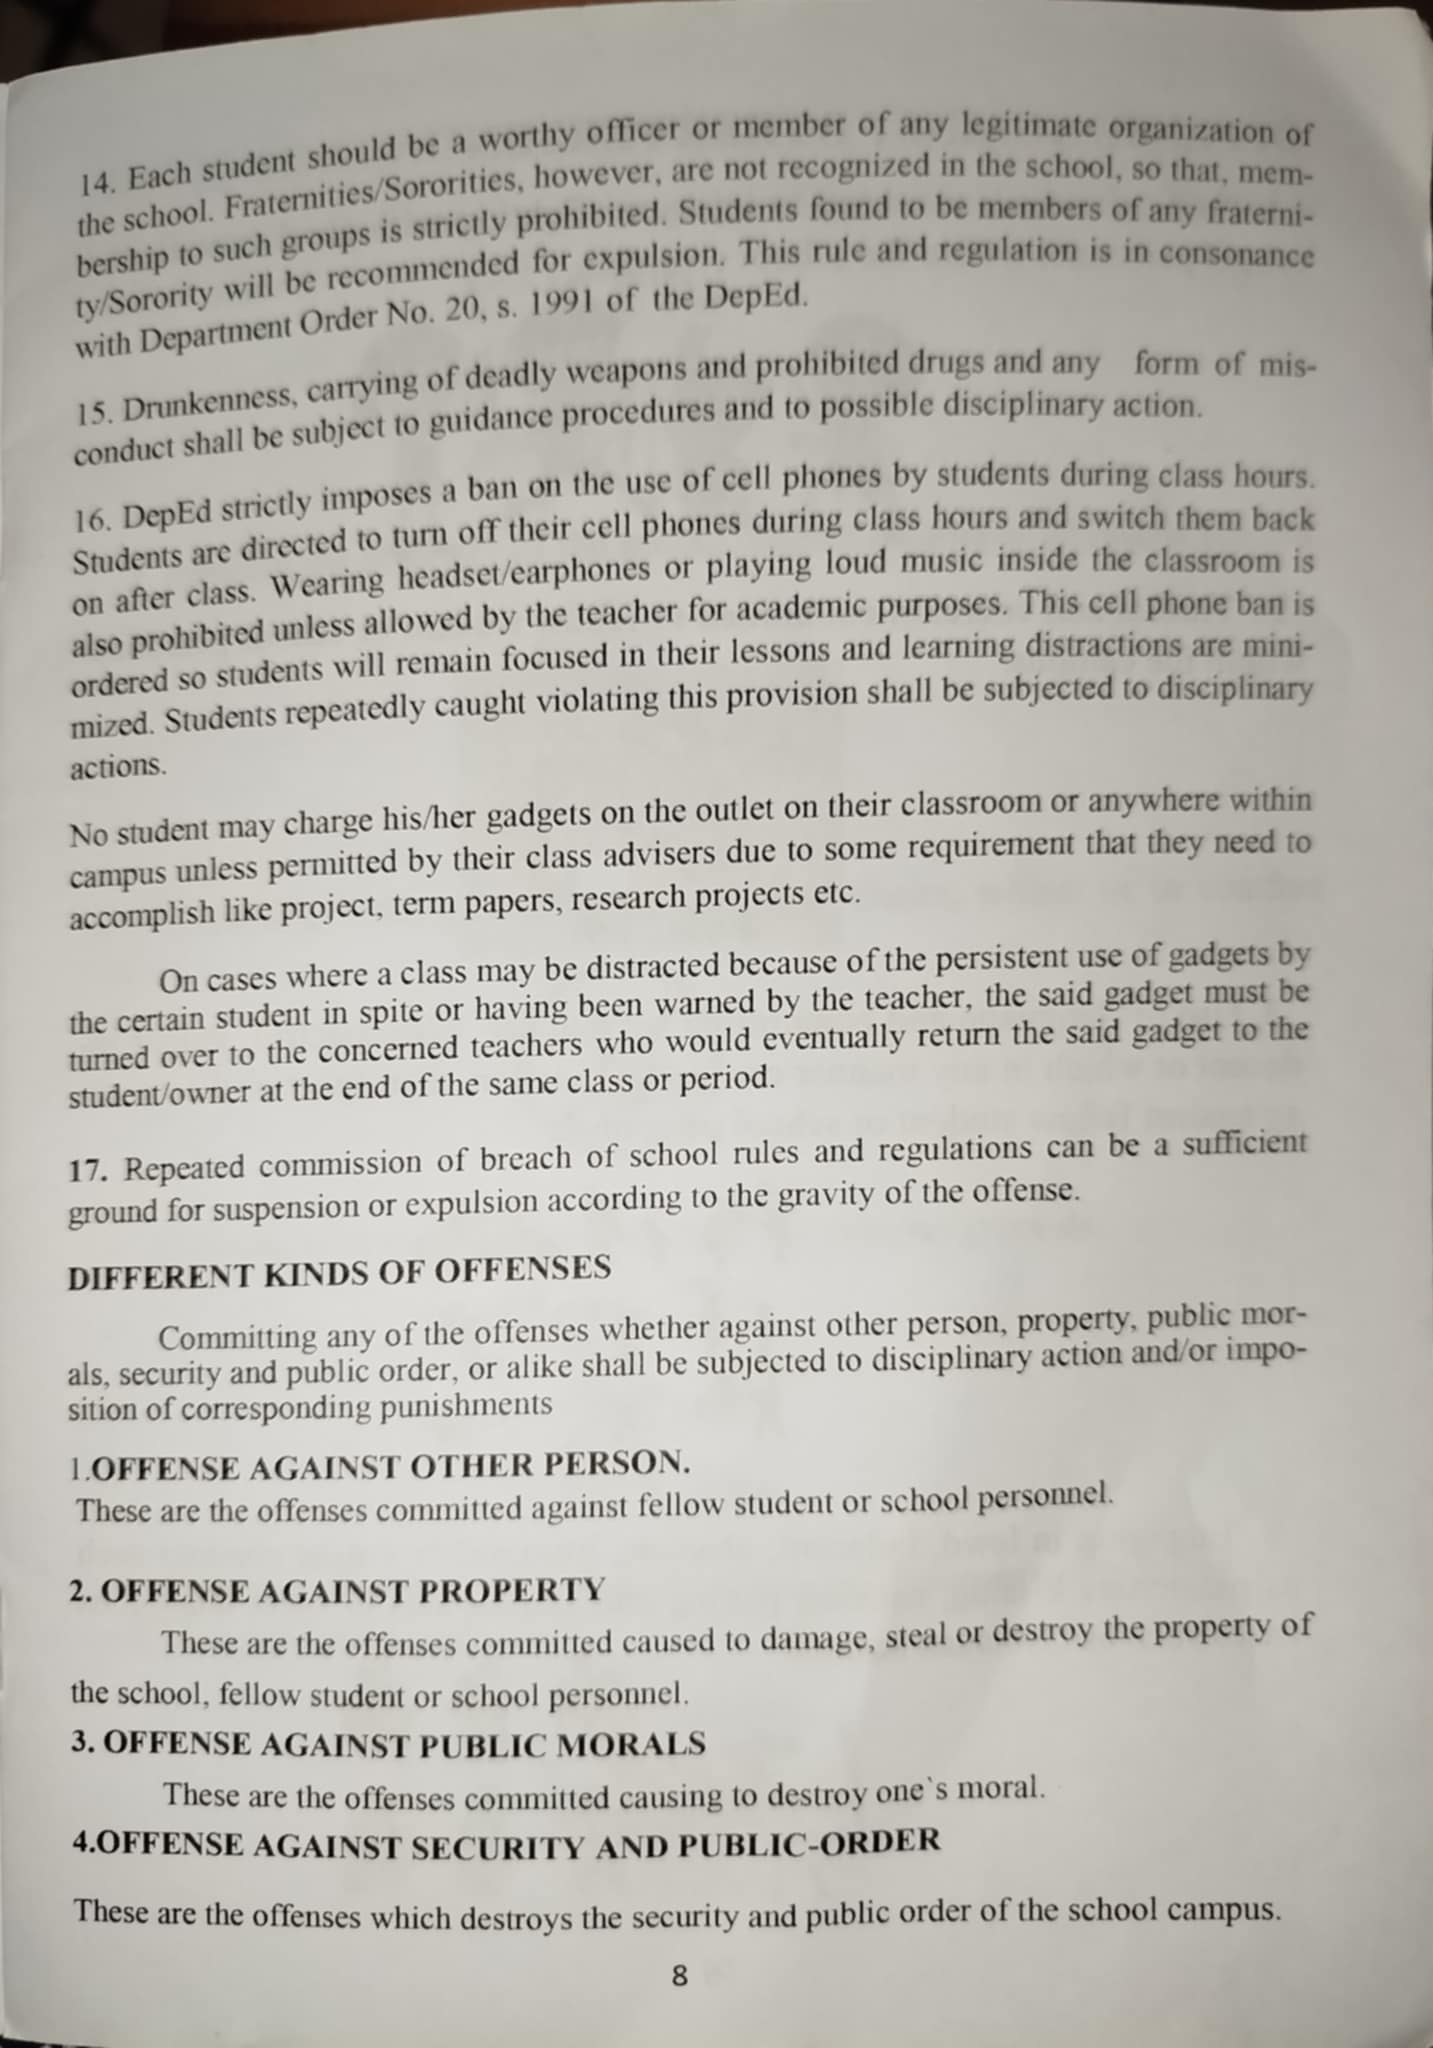 14. Each student should be a worthy officer or member of any legitimate organization of
the school. Fraternities/Sororities, however, are not recognized in the school, so that, mem-
bership to such groups is strictly prohibited. Students found to be members of any fraterni-
ty/Sorority will be recommended for expulsion. This rule and regulation is in consonance
with Department Order No. 20, s. 1991 of the DepEd.
15. Drunkenness, carrying of deadly weapons and prohibited drugs and any form of mis-
conduct shall be subject to guidance procedures and to possible disciplinary action.
16. DepEd strictly imposes a ban on the use of cell phones by students during class hours.
Students are directed to turn off their cell phones during class hours and switch them back
on after class. Wearing headset/earphones or playing loud music inside the classroom is
also prohibited unless allowed by the teacher for academic purposes. This cell phone ban is
ordered so students will remain focused in their lessons and learning distractions are mini-
mized. Students repeatedly caught violating this provision shall be subjected to disciplinary
actions.
No student may charge his/her gadgets on the outlet on their classroom or anywhere within
campus unless permitted by their class advisers due to some requirement that they need to
accomplish like project, term papers, research projects etc.
On cases where a class may be distracted because of the persistent use of gadgets by
the certain student in spite or having been warned by the teacher, the said gadget must be
turned over to the concerned teachers who would eventually return the said gadget to the
student/owner at the end of the same class or period.
17. Repeated commission of breach of school rules and regulations can be a sufficient
ground for suspension or expulsion according to the gravity of the offense.
DIFFERENT KINDS OF OFFENSES
Committing any of the offenses whether against other person, property, public mor-
als, security and public order, or alike shall be subjected to disciplinary action and/or impo-
sition of corresponding punishments
1.OFFENSE AGAINST OTHER PERSON.
These are the offenses committed against fellow student or school personnel.
2. OFFENSE AGAINST PROPERTY
These are the offenses committed caused to damage, steal or destroy the property of
the school, fellow student or school personnel.
3. OFFENSE AGAINST PUBLIC MORALS
These are the offenses committed causing to destroy one`s moral.
4.OFFENSE AGAINST SECURITY AND PUBLIC-ORDER
These are the offenses which destroys the security and public order of the school campus.
8